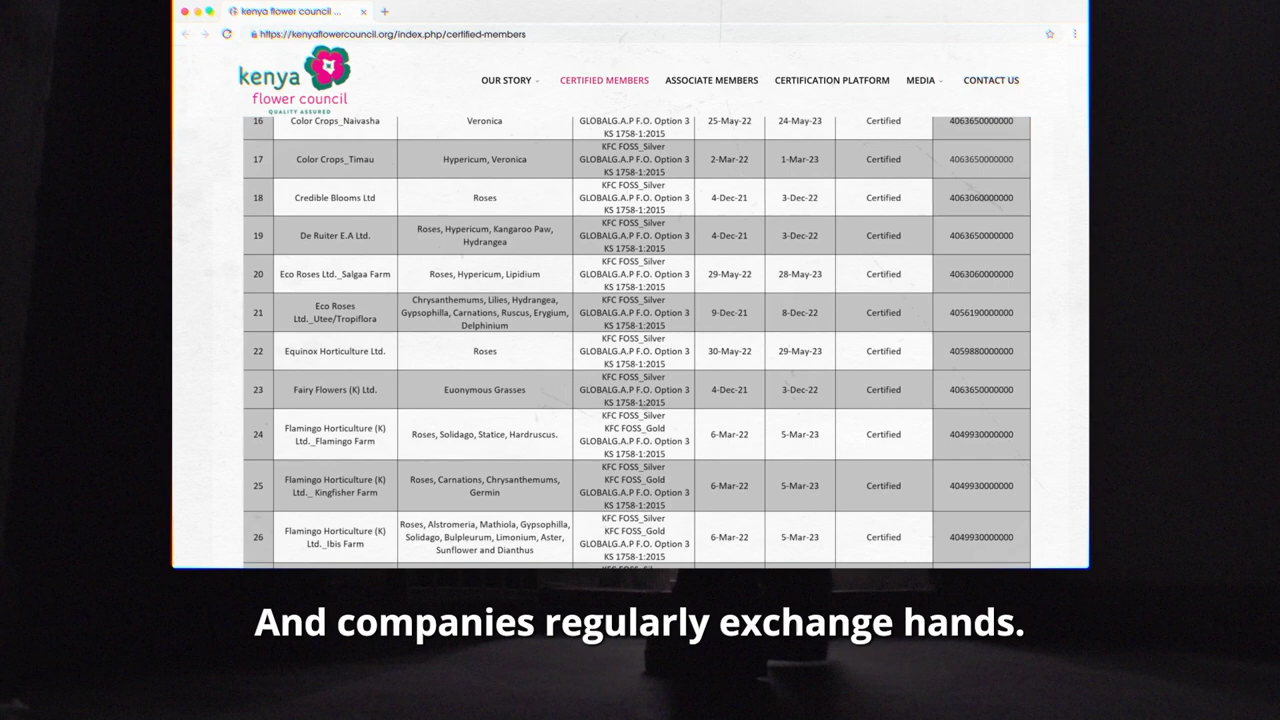 kenya flower council ...
https://kenyaflowercouncil.org/index.php/certified-members
kenya
flower council
QUALITY ASSURED
OUR STORY CERTIFIED MEMBERS ASSOCIATE MEMBERS CERTIFICATION PLATFORM MEDIA CONTACT US
16 Color Crops_Naivasha Veronica GLOBALG.A.P F.O. Option 3 25-May-22 24-May-23 Certified 4063650000000
KS 1758-1:2015
KFC FOSS_Silver
17 Color Crops_Timau Hypericum, Veronica GLOBALG.A.P F.O. Option 3 2-Mar-22 1-Mar-23 Certified 4063650000000
KS 1758-1:2015
KFC FOSS_Silver
18 Credible Blooms Ltd Roses GLOBALG.A.P F.O. Option 3 4-Dec-21 3-Dec-22 Certified 4063060000000
KS 1758-1:2015
KFC FOSS_Silver
19 De Ruiter E.A Ltd. Roses, Hypericum, Kangaroo Paw, Hydrangea GLOBALG.A.P F.O. Option 3 4-Dec-21 3-Dec-22 Certified 4063650000000
KS 1758-1:2015
KFC FOSS_Silver
20 Eco Roses Ltd._Salgaa Farm Roses, Hypericum, Lipidium GLOBALG.A.P F.O. Option 3 29-May-22 28-May-23 Certified 4063060000000
KS 1758-1:2015
KFC FOSS_Silver
21 Eco Roses Ltd._Utee/Tropiflora Chrysanthemums, Lilies, Hydrangea, Gypsophilla, Carnations, Ruscus, Erygium, Delphinium GLOBALG.A.P F.O. Option 3 9-Dec-21 8-Dec-22 Certified 4056190000000
KS 1758-1:2015
KFC FOSS_Silver
22 Equinox Horticulture Ltd. Roses GLOBALG.A.P F.O. Option 3 30-May-22 29-May-23 Certified 4059880000000
KS 1758-1:2015
KFC FOSS_Silver
23 Fairy Flowers (K) Ltd. Euonymous Grasses GLOBALG.A.P F.O. Option 3 4-Dec-21 3-Dec-22 Certified 4063650000000
KS 1758-1:2015
KFC FOSS_Silver
KFC FOSS_Gold
24 Flamingo Horticulture (K) Ltd._Flamingo Farm Roses, Solidago, Statice, Hardruscus. GLOBALG.A.P F.O. Option 3 6-Mar-22 5-Mar-23 Certified 4049930000000
KS 1758-1:2015
KFC FOSS_Silver
KFC FOSS_Gold
25 Flamingo Horticulture (K) Ltd._ Kingfisher Farm Roses, Carnations, Chrysanthemums, Germin GLOBALG.A.P F.O. Option 3 6-Mar-22 5-Mar-23 Certified 4049930000000
KS 1758-1:2015
KFC FOSS_Silver
KFC FOSS_Gold
26 Flamingo Horticulture (K) Ltd._Ibis Farm Roses, Alstromeria, Mathiola, Gypsophilla, Solidago, Bulpleurum, Limonium, Aster, Sunflower and Dianthus GLOBALG.A.P F.O. Option 3 6-Mar-22 5-Mar-23 Certified 4049930000000
KS 1758-1:2015
And companies regularly exchange hands.